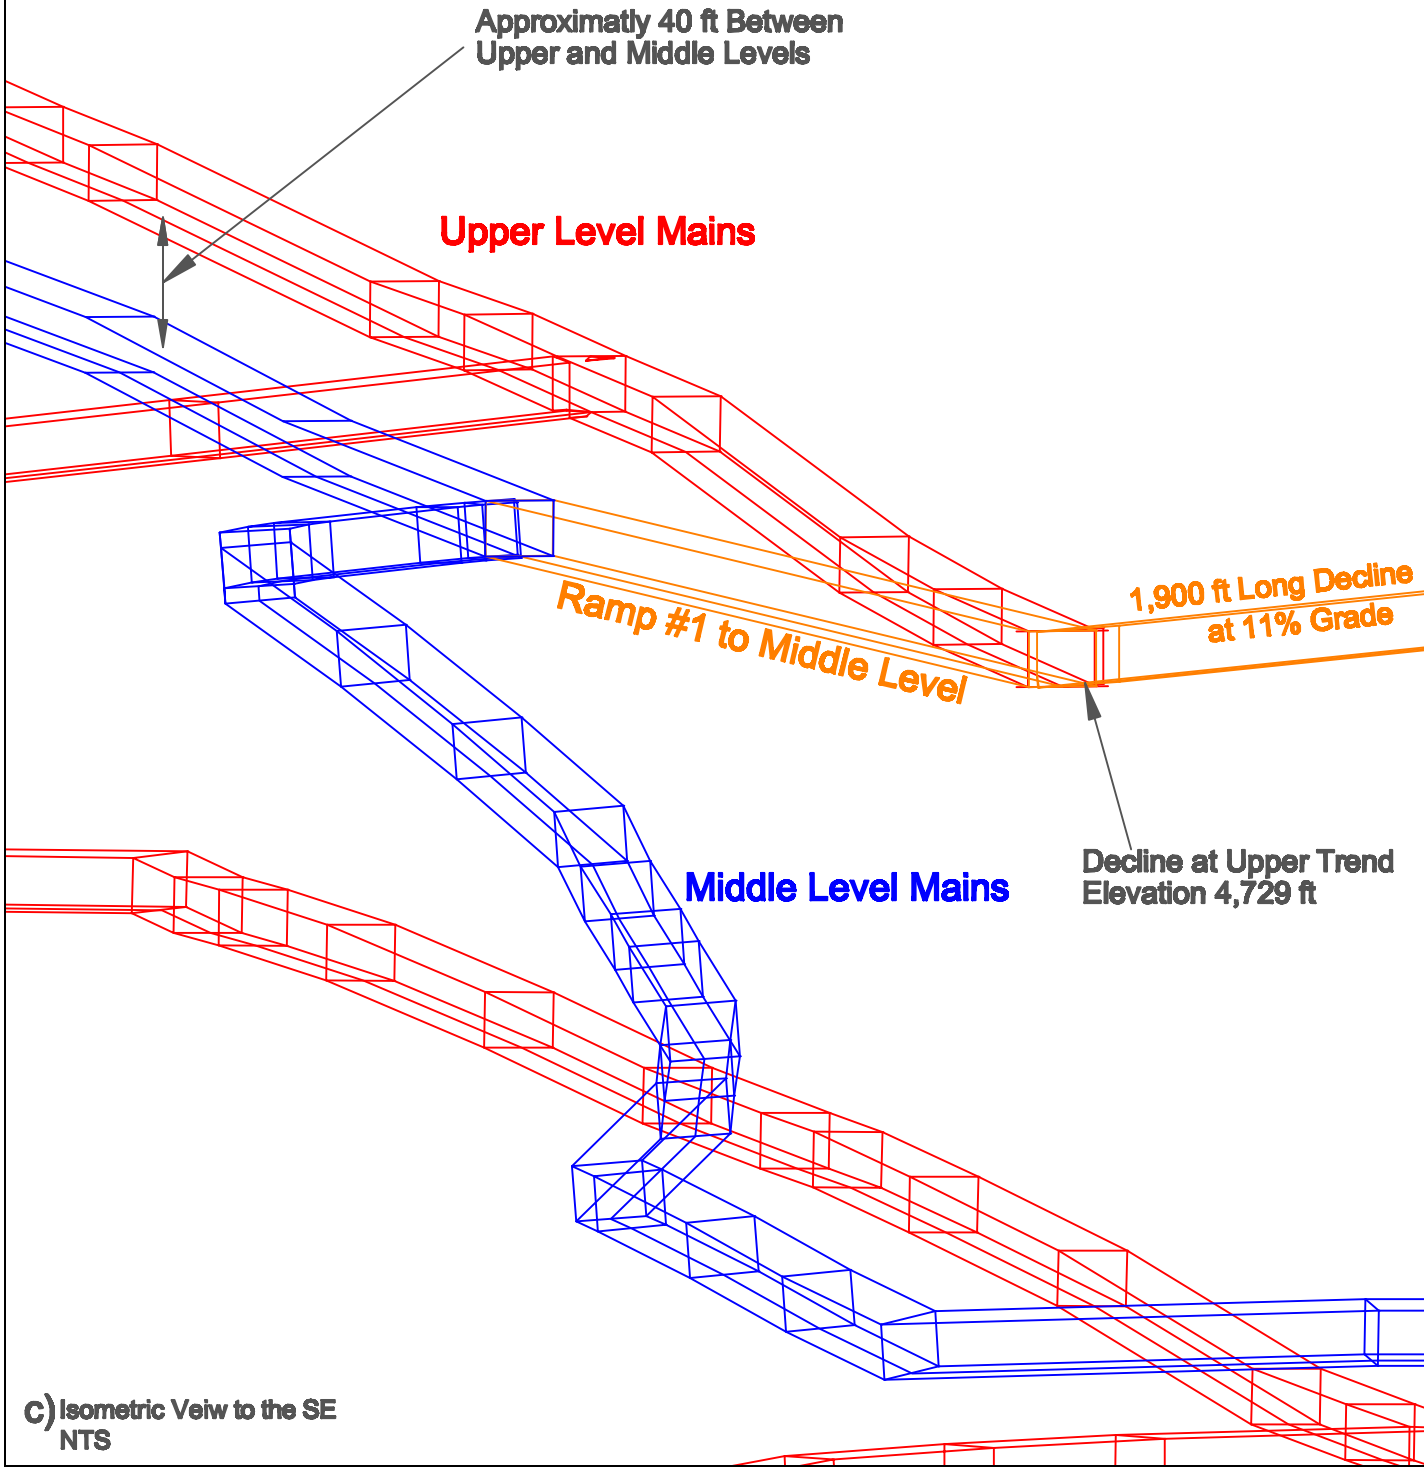 Approximatly 40 ft Between
Upper and Middle Levels
Upper Level Mains
1,900 ft Long Decline
at 11% Grade
Ramp #1 to Middle Level
Decline at Upper Trend
Elevation 4,729 ft
Middle Level Mains
c) Isometric Veiw to the SE
NTS